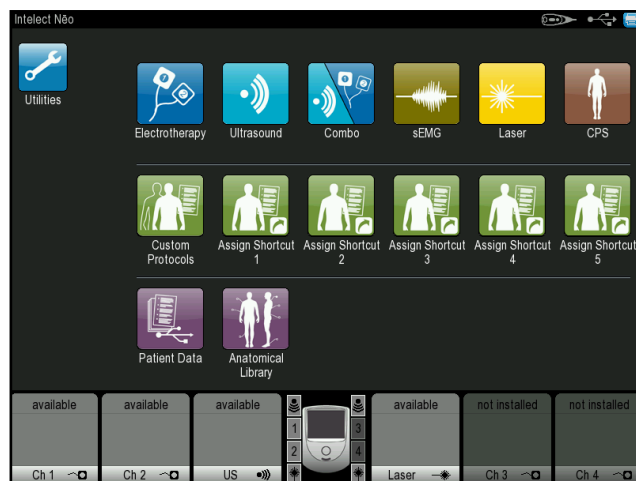 Intelect Nēo
Utilities
Electrotherapy
Ultrasound
Combo
sEMG
Laser
CPS
Custom
Protocols
Assign Shortcut
1
Assign Shortcut
2
Assign Shortcut
3
Assign Shortcut
4
Assign Shortcut
5
Patient Data
Anatomical
Library
available
available
available
available
not installed
not installed
1
2
3
4
Ch 1
Ch 2
US
Laser
Ch 3
Ch 4